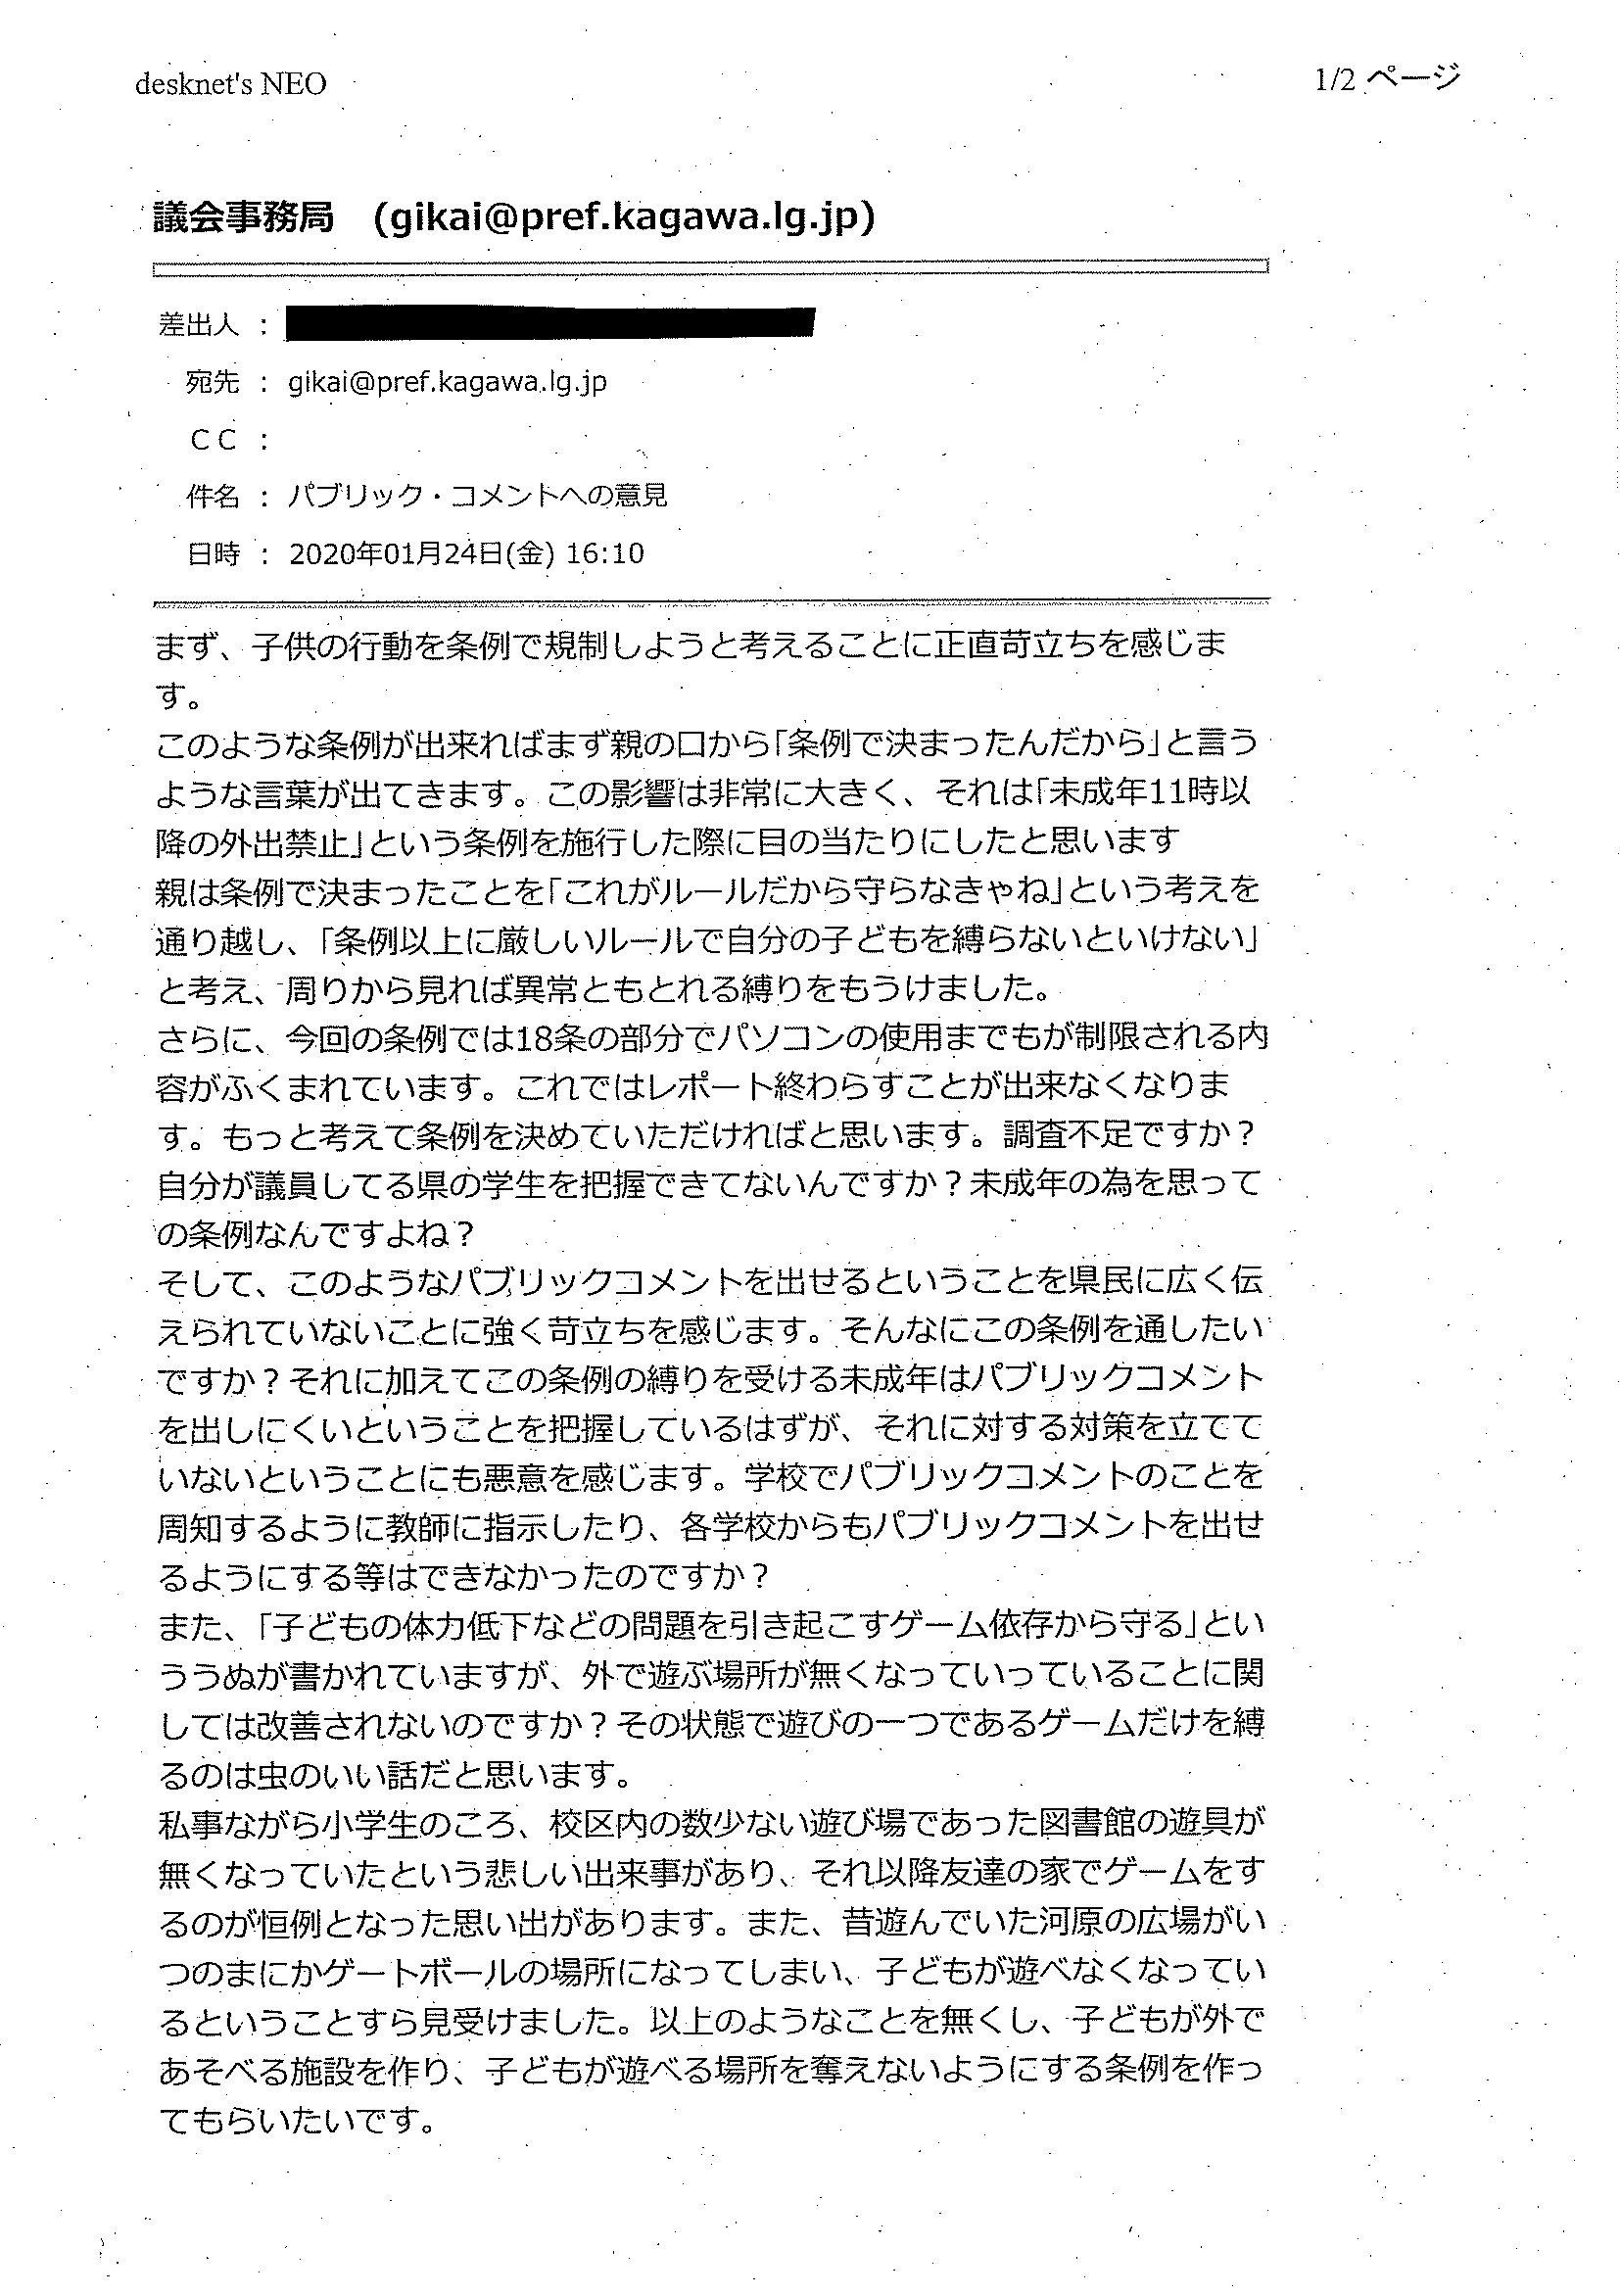 desknet's NEO
1/2 ページ
議会事務局 (gikai@pref.kagawa.lg.jp)
差出人 :
宛先 : gikai@pref.kagawa.lg.jp
CC :
件名 : パブリック・コメントへの意見
日時 : 2020年01月24日(金) 16:10
まず、子供の行動を条例で規制しようと考えることに正直苛立ちを感じま
す。
このような条例が出来ればまず親の口から「条例で決まったんだから」と言う
ような言葉が出てきます。この影響は非常に大きく、それは「未成年11時以
降の外出禁止」という条例を施行した際に目の当たりにしたと思います
親は条例で決まったことを「これがルールだから守らなきゃね」という考えを
通り越し、「条例以上に厳しいルールで自分の子どもを縛らないといけない」
と考え、周りから見れば異常ともとれる縛りをもうけました。
さらに、今回の条例では18条の部分でパソコンの使用までもが制限される内
容がふくまれています。これではレポート終わらすことが出来なくなりま
す。もっと考えて条例を決めていただければと思います。調査不足ですか？
自分が議員してる県の学生を把握できてないんですか？未成年の為を思って
の条例なんですよね？
そして、このようなパブリックコメントを出せるということを県民に広く伝
えられていないことに強く苛立ちを感じます。そんなにこの条例を通したい
ですか？それに加えてこの条例の縛りを受ける未成年はパブリックコメント
を出しにくいということを把握しているはずが、それに対する対策を立てて
いないということにも悪意を感じます。学校でパブリックコメントのことを
周知するように教師に指示したり、各学校からもパブリックコメントを出せ
るようにする等はできなかったのですか？
また、「子どもの体力低下などの問題を引き起こすゲーム依存から守る」とい
ううぬが書かれていますが、外で遊ぶ場所が無くなっていっていることに関
しては改善されないのですか？その状態で遊びの一つであるゲームだけを縛
るのは虫のいい話だと思います。
私事ながら小学生のころ、校区内の数少ない遊び場であった図書館の遊具が
無くなっていたという悲しい出来事があり、それ以降友達の家でゲームをす
るのが恒例となった思い出があります。また、昔遊んでいた河原の広場がい
つのまにかゲートボールの場所になってしまい、子どもが遊べなくなってい
るということすら見受けました。以上のようなことを無くし、子どもが外で
あそべる施設を作り、子どもが遊べる場所を奪えないようにする条例を作っ
てもらいたいです。